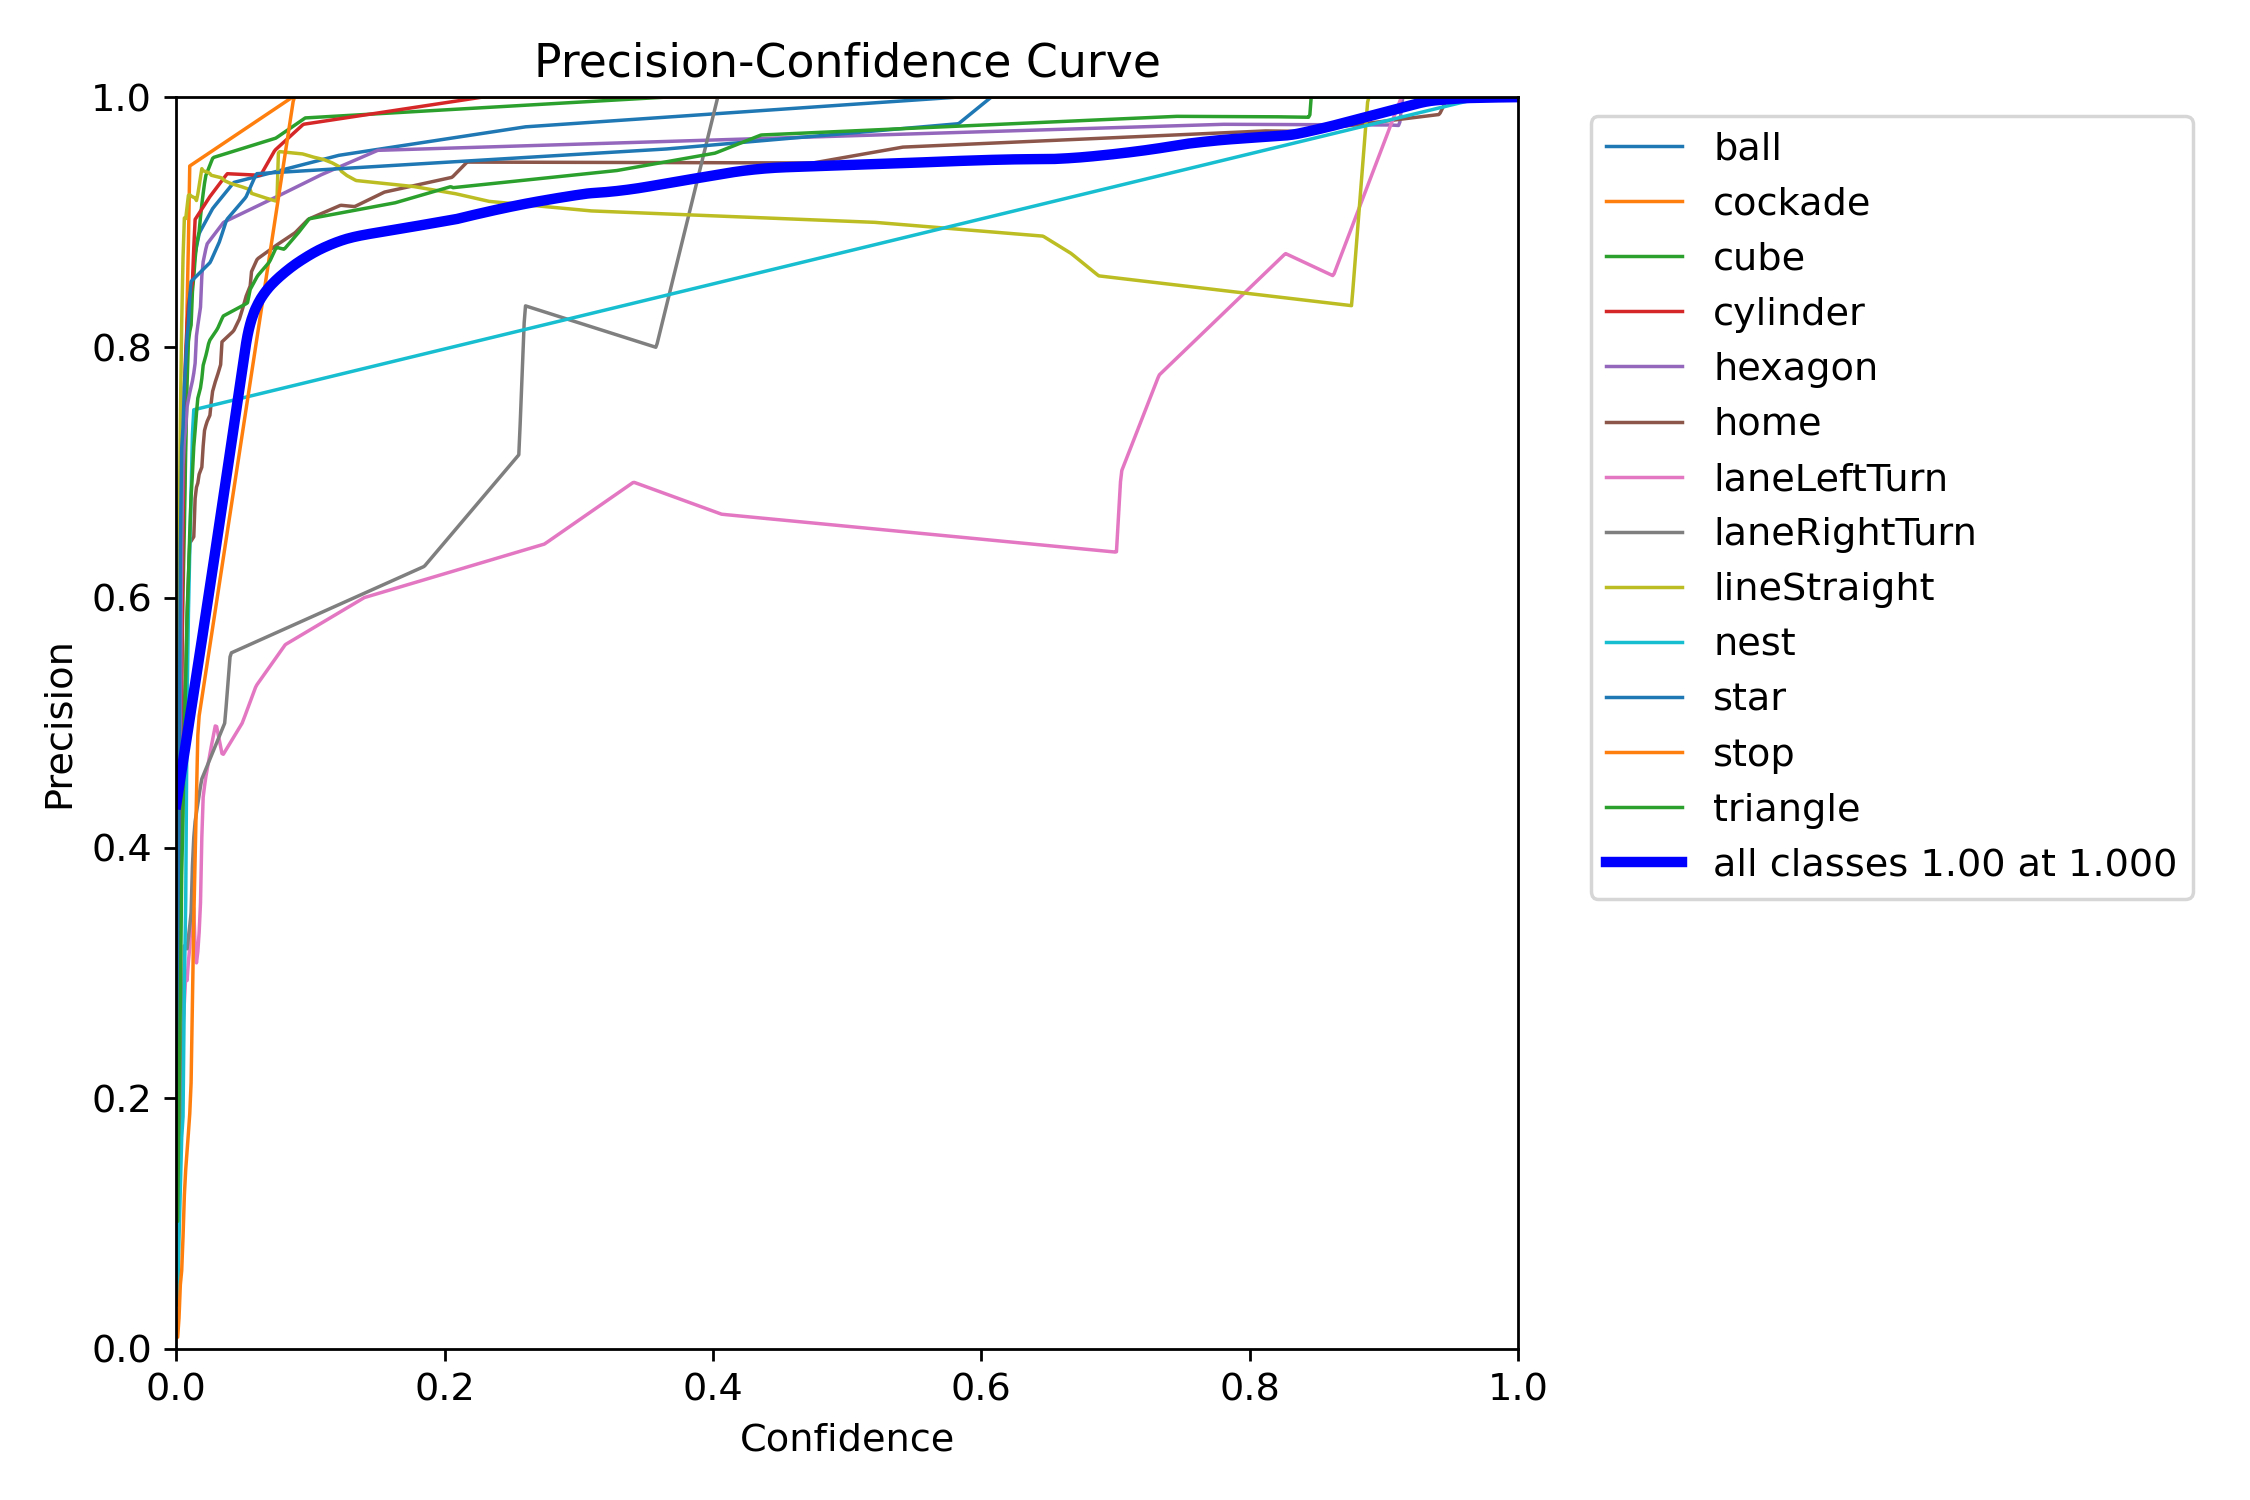 Precision-Confidence Curve
1.0
0.8
0.6
0.4
0.2
0.0
Precision
0.0 0.2 0.4 0.6 0.8 1.0
Confidence
ball
cockade
cube
cylinder
hexagon
home
laneLeftTurn
laneRightTurn
lineStraight
nest
star
stop
triangle
all classes 1.00 at 1.000